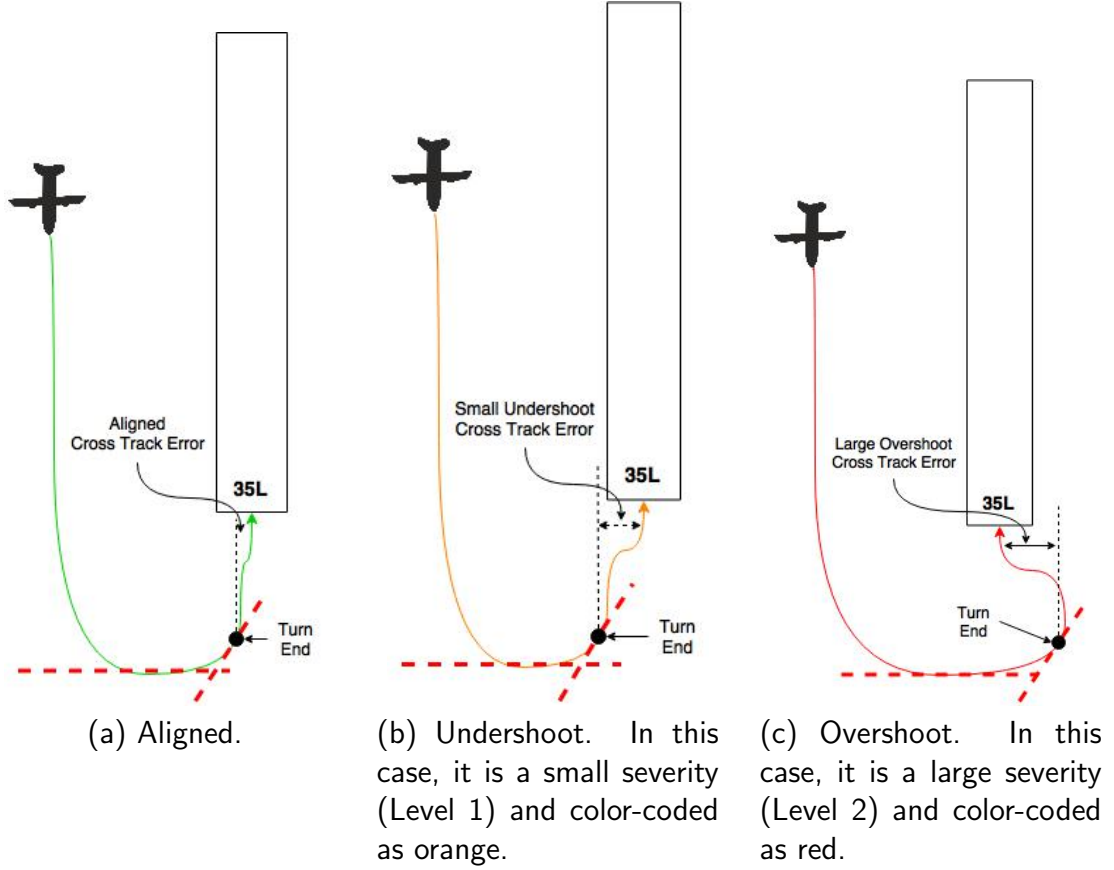 Aligned
Cross Track Error
35L
Turn
End
(a) Aligned.
Small Undershoot
Cross Track Error
35L
Turn
End
(b) Undershoot. In this
case, it is a small severity
(Level 1) and color-coded
as orange.
Large Overshoot
Cross Track Error
35L
Turn
End
(c) Overshoot. In this
case, it is a large severity
(Level 2) and color-coded
as red.